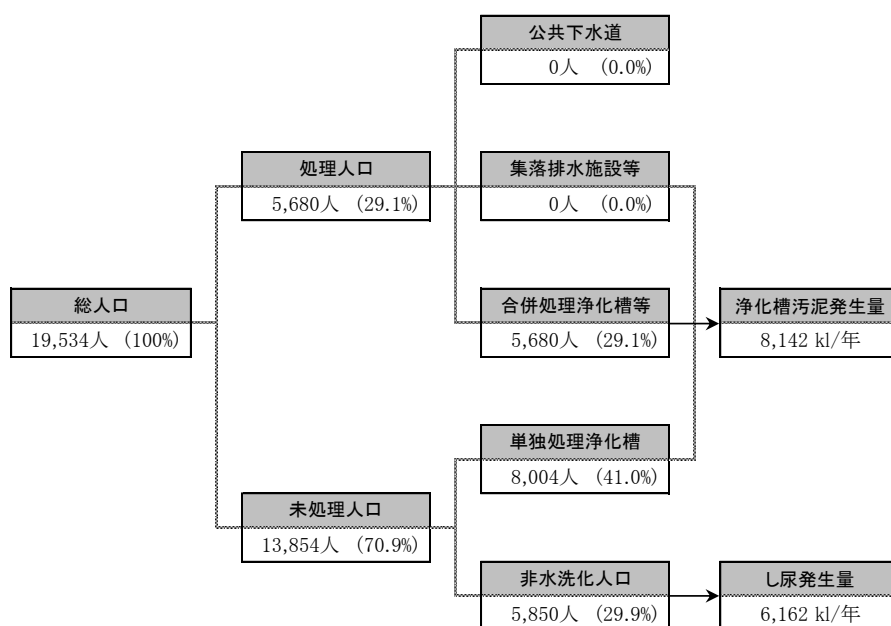 公共下水道
0人 (0.0%)
処理人口
5,680人 (29.1%)
集落排水施設等
0人 (0.0%)
総人口
19,534人 (100%)
合併処理浄化槽等
5,680人 (29.1%)
浄化槽汚泥発生量
8,142 kl/年
単独処理浄化槽
8,004人 (41.0%)
未処理人口
13,854人 (70.9%)
非水洗化人口
5,850人 (29.9%)
し尿発生量
6,162 kl/年